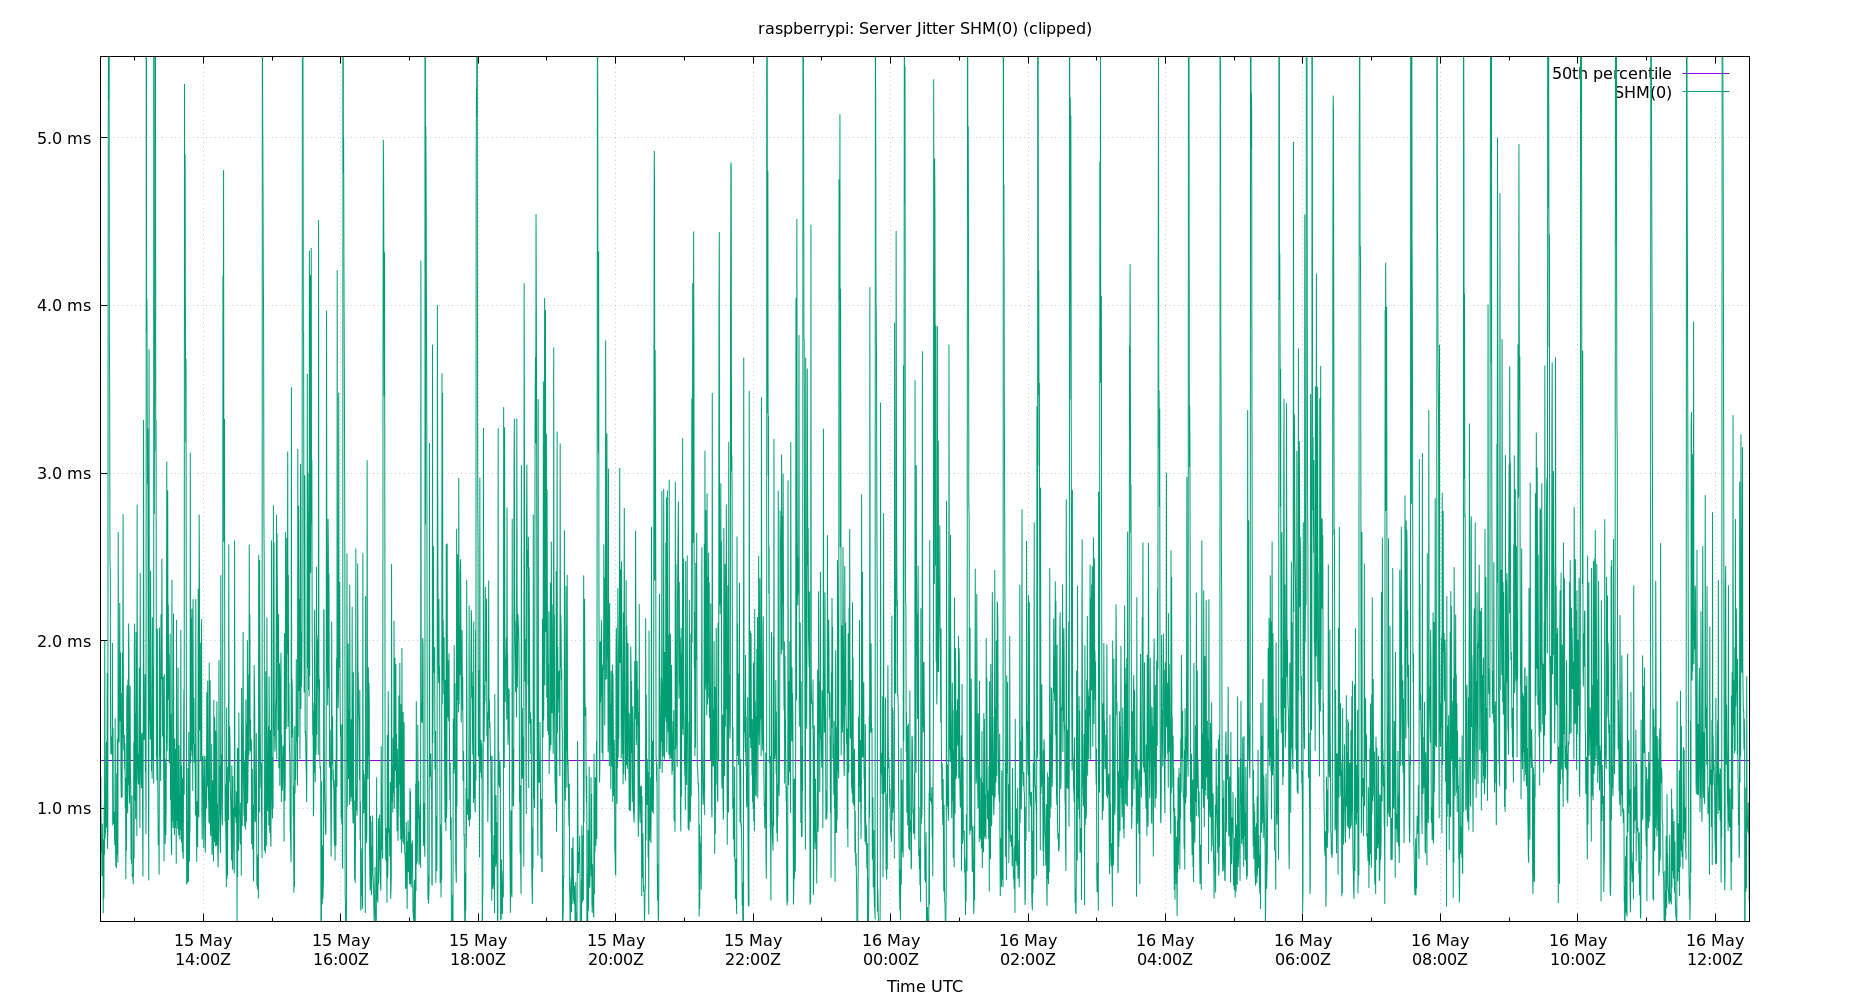 raspberrypi: Server Jitter SHM(0) (clipped)
50th percentile
SHM(0)
5.0 ms
4.0 ms
3.0 ms
2.0 ms
1.0 ms
15 May 15 May 15 May 15 May 15 May 16 May 16 May 16 May 16 May 16 May 16 May 16 May
14:00Z 16:00Z 18:00Z 20:00Z 22:00Z 00:00Z 02:00Z 04:00Z 06:00Z 08:00Z 10:00Z 12:00Z
Time UTC